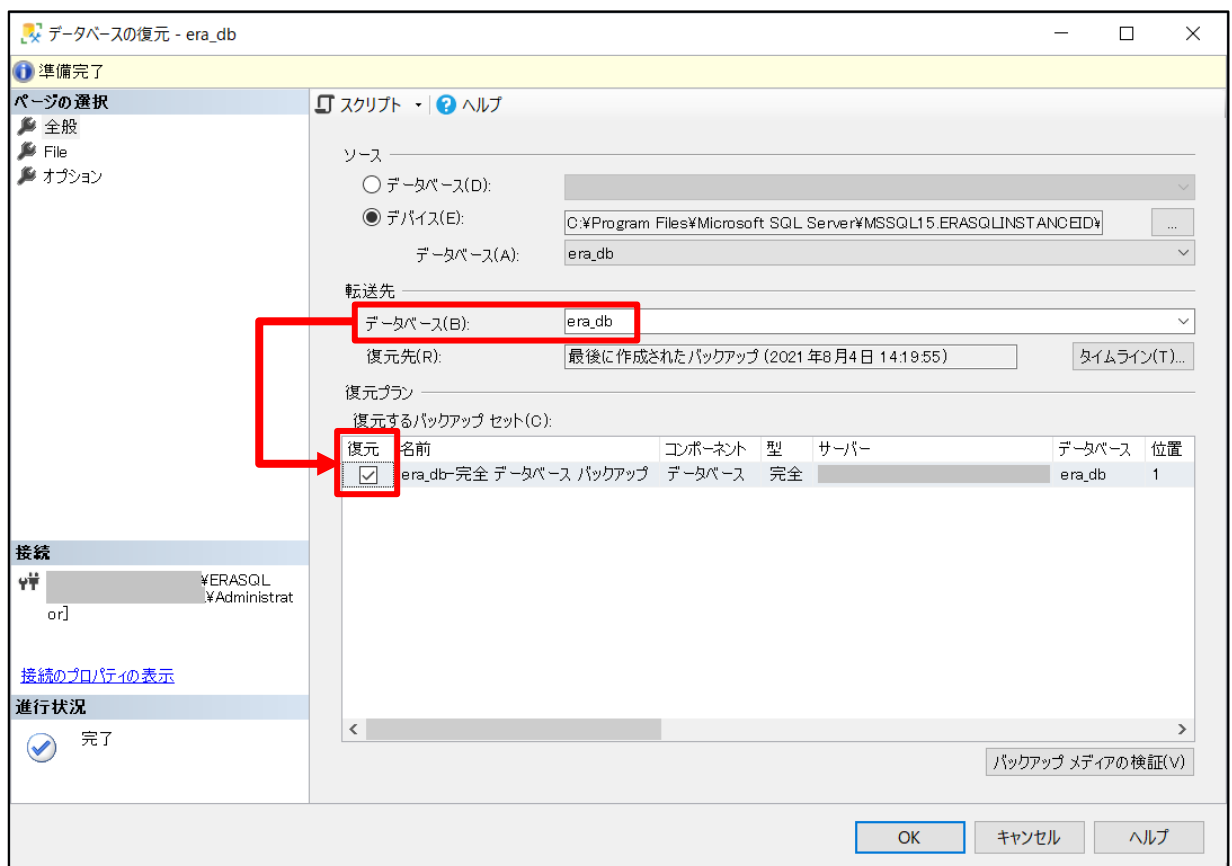 データベースの復元 - era_db
準備完了
ページの選択
全般
File
オプション
接続
¥ERASQL
¥Administrat
or]
接続のプロパティの表示
進行状況
完了
スクリプト ヘルプ
ソース
データベース(D):
デバイス(E): C:¥Program Files¥Microsoft SQL Server¥MSSQL15.ERASQLINSTANCEID¥ ...
データベース(A): era_db
転送先
データベース(B): era_db
復元先(R): 最後に作成されたバックアップ (2021年8月4日 14:19:55) タイムライン(T)...
復元プラン
復元するバックアップ セット(C):
復元 名前 コンポーネント 型 サーバー データベース 位置
era_db-完全 データベース バックアップ データベース 完全 era_db 1
バックアップ メディアの検証(V)
OK キャンセル ヘルプ